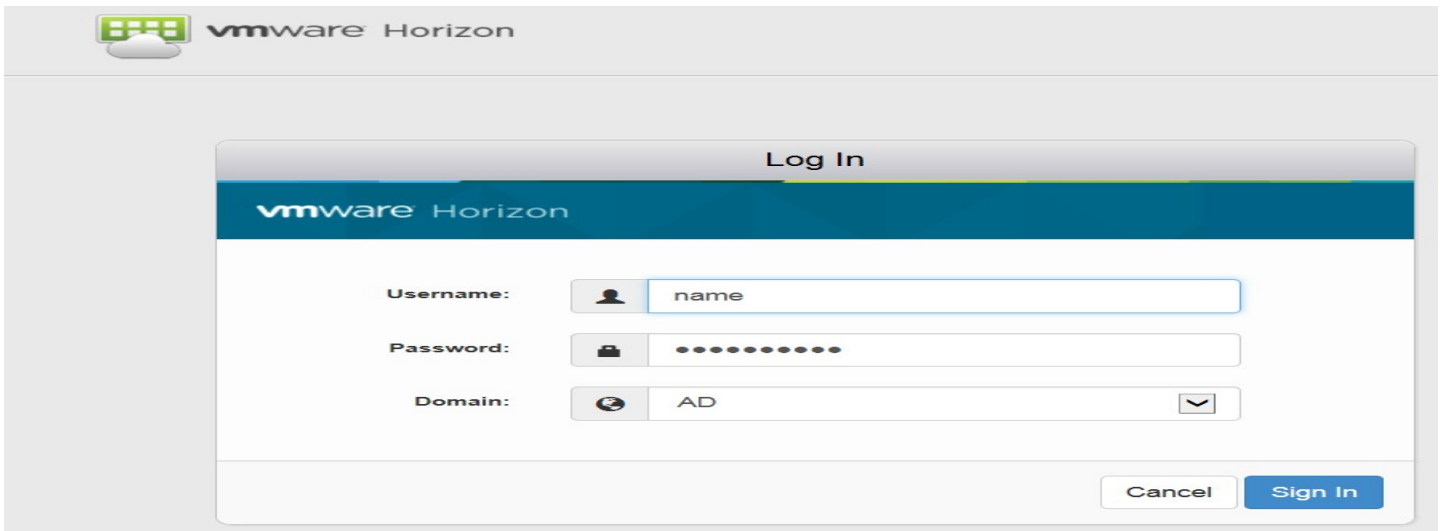 vmware Horizon
Log In
vmware Horizon
Username: name
Password: ●●●●●●●●●●
Domain: AD
Cancel Sign In